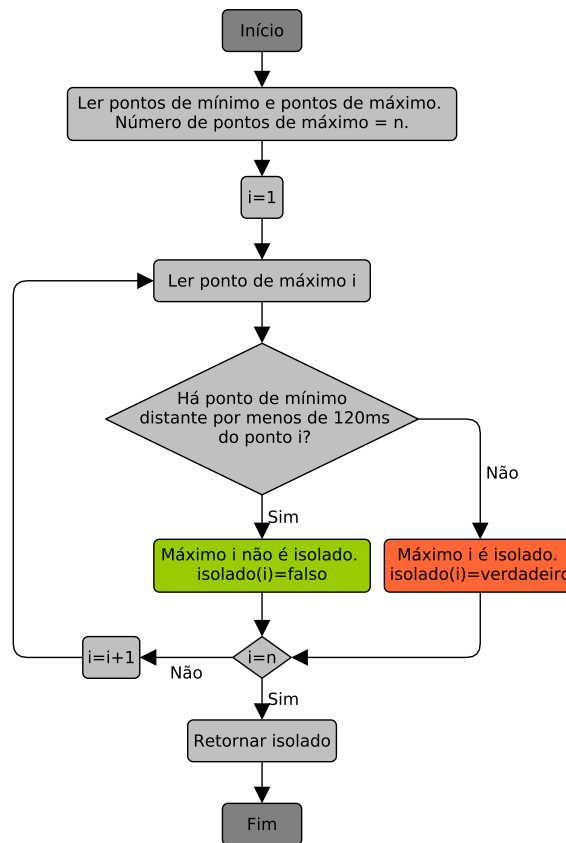 Início
Ler pontos de mínimo e pontos de máximo.
Número de pontos de máximo = n.
i=1
Ler ponto de máximo i
Há ponto de mínimo
distante por menos de 120ms
do ponto i?
Não
Sim
Máximo i não é isolado.
isolado(i)=falso
Máximo i é isolado.
isolado(i)=verdadeiro
i=n
i=i+1
Não
Sim
Retornar isolado
Fim